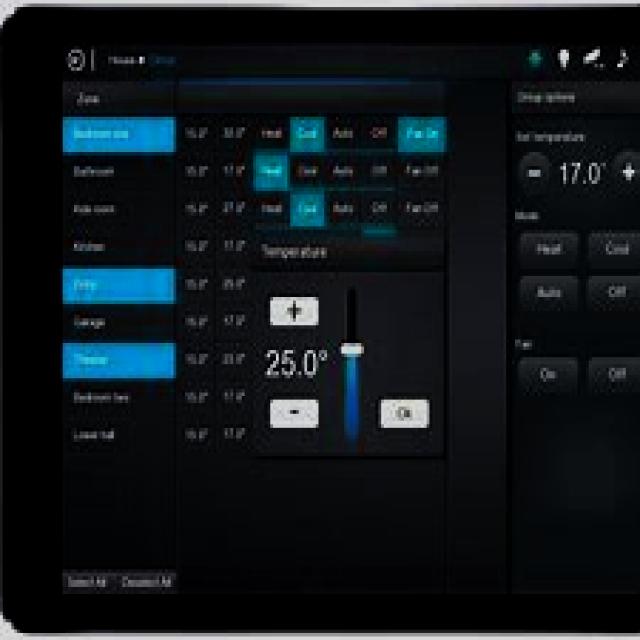 House
Zone
Group options
Bedroom one 15.0° 30.0° Heat Cool Auto Off Fan On
Set temperature
Bathroom 15.0° 17.0° Heat Cool Auto Off Fan Off
- 17.0° +
Kids room 15.0° 27.0° Heat Cool Auto Off Fan Off
Mode
Kitchen 15.0° 17.0°
Temperature
Heat Cool
Entry 15.0° 25.0°
Auto Off
+
Garage 15.0° 17.0°
Fan
Theater 15.0° 23.0°
25.0°
On Off
Bedroom two 15.0° 17.0°
- Ok
Lower hall 15.0° 17.0°
Select All Deselect All